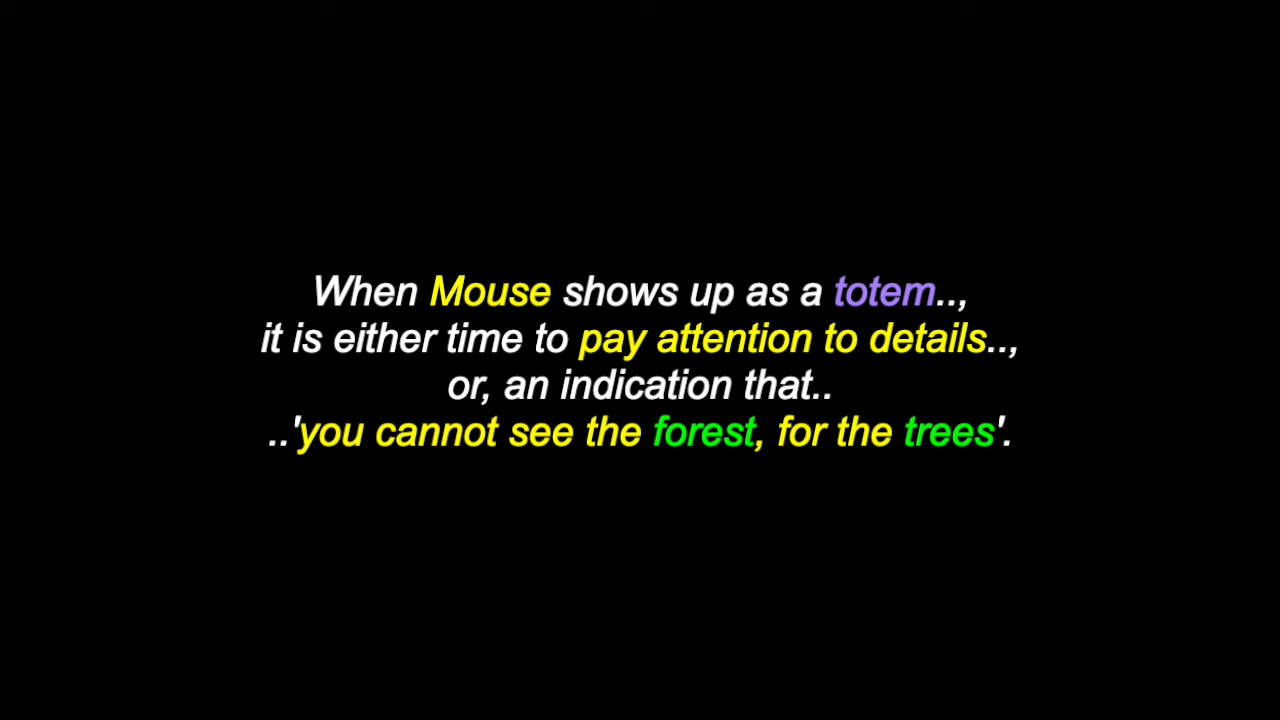 When Mouse shows up as a totem..,
it is either time to pay attention to details..,
or, an indication that..
..'you cannot see the forest, for the trees'.